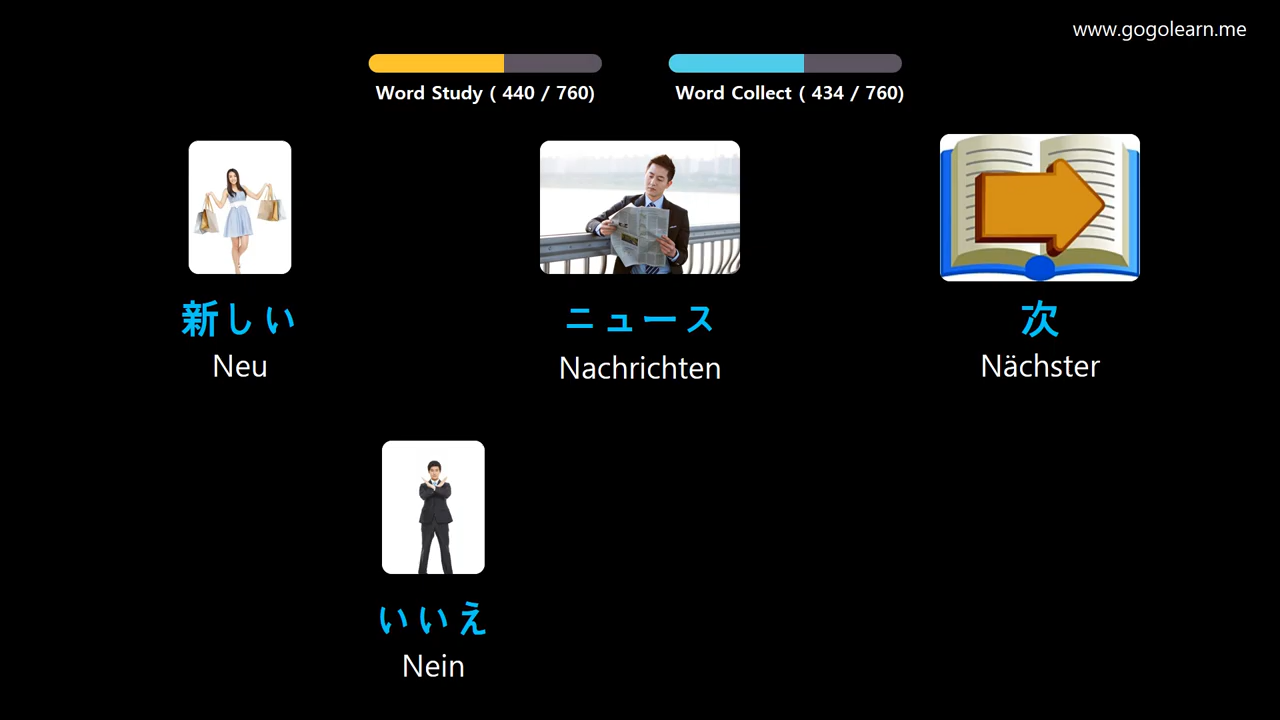 www.gogolearn.me
Word Study ( 440 / 760)
Word Collect ( 434 / 760)
新しい
Neu
ニュース
Nachrichten
次
Nächster
いいえ
Nein